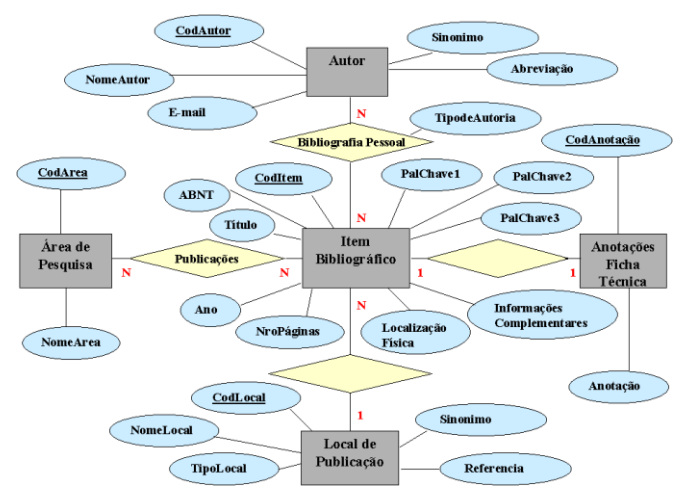 CodAutor
Sinonimo
Autor
NomeAutor
Abreviação
E-mail
N
TipodeAutoria
Bibliografia Pessoal
CodAnotação
CodArea
ABNT
CodItem
PalChave1
PalChave2
N
PalChave3
Título
Área de
Pesquisa
Publicações
Item
Bibliográfico
Anotações
Ficha
Técnica
N
N
1
1
Ano
NroPáginas
N
Localização
Física
Informações
Complementares
NomeArea
CodLocal
Anotação
1
Sinonimo
NomeLocal
Local de
Publicação
TipoLocal
Referencia